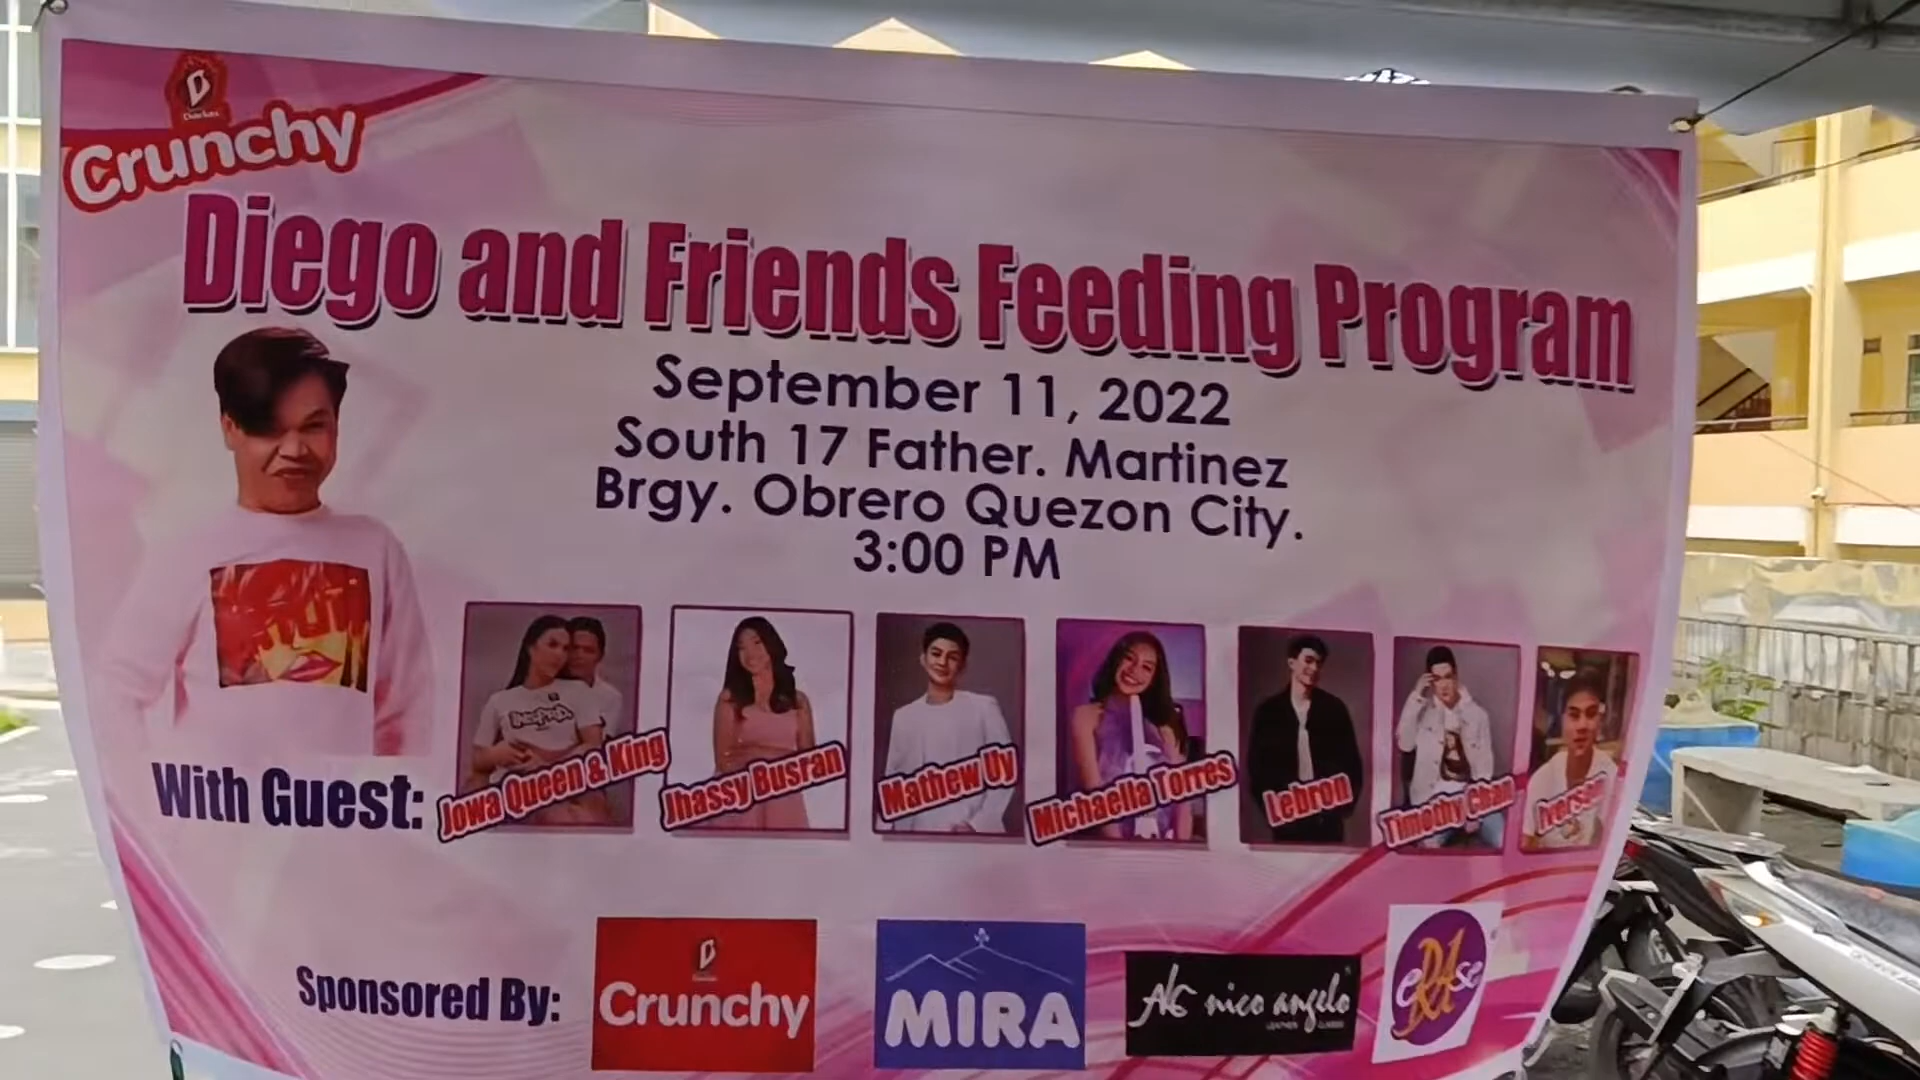 Crunchy
Diego and Friends Feeding Program
September 11, 2022
South 17 Father. Martinez
Brgy. Obrero Quezon City.
3:00 PM
With Guest:
Jowa Queen & King
Jhassy Busran
Mathew Uy
Michaella Torres
Lebron
Timothy Chan
Iverson
Sponsored By:
Crunchy
MIRA
nico angelo